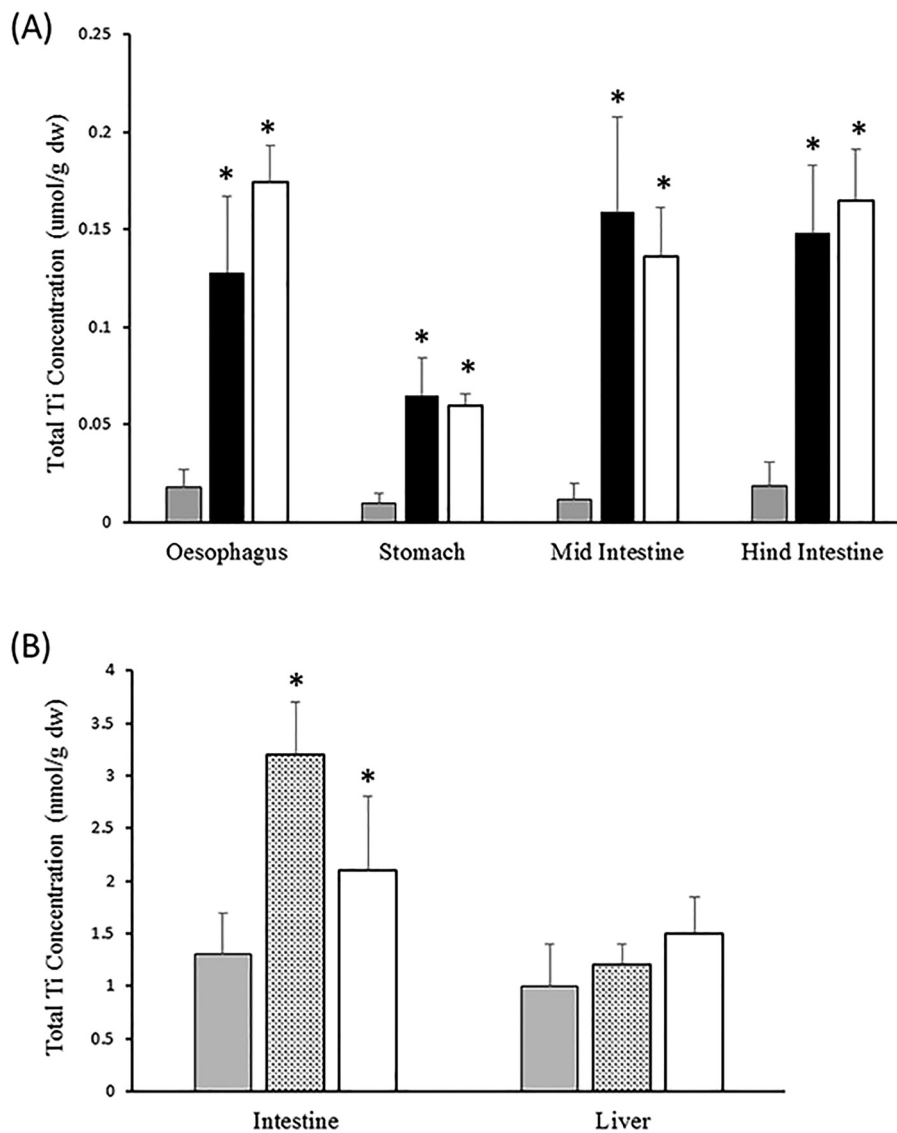 (A)
Total Ti Concentration (umol/g dw)
0.25
0.2
0.15
0.1
0.05
0
* * * * * * * *
Oesophagus Stomach Mid Intestine Hind Intestine
(B)
Total Ti Concentration (nmol/g dw)
4
3.5
3
2.5
2
1.5
1
0.5
0
* *
Intestine Liver